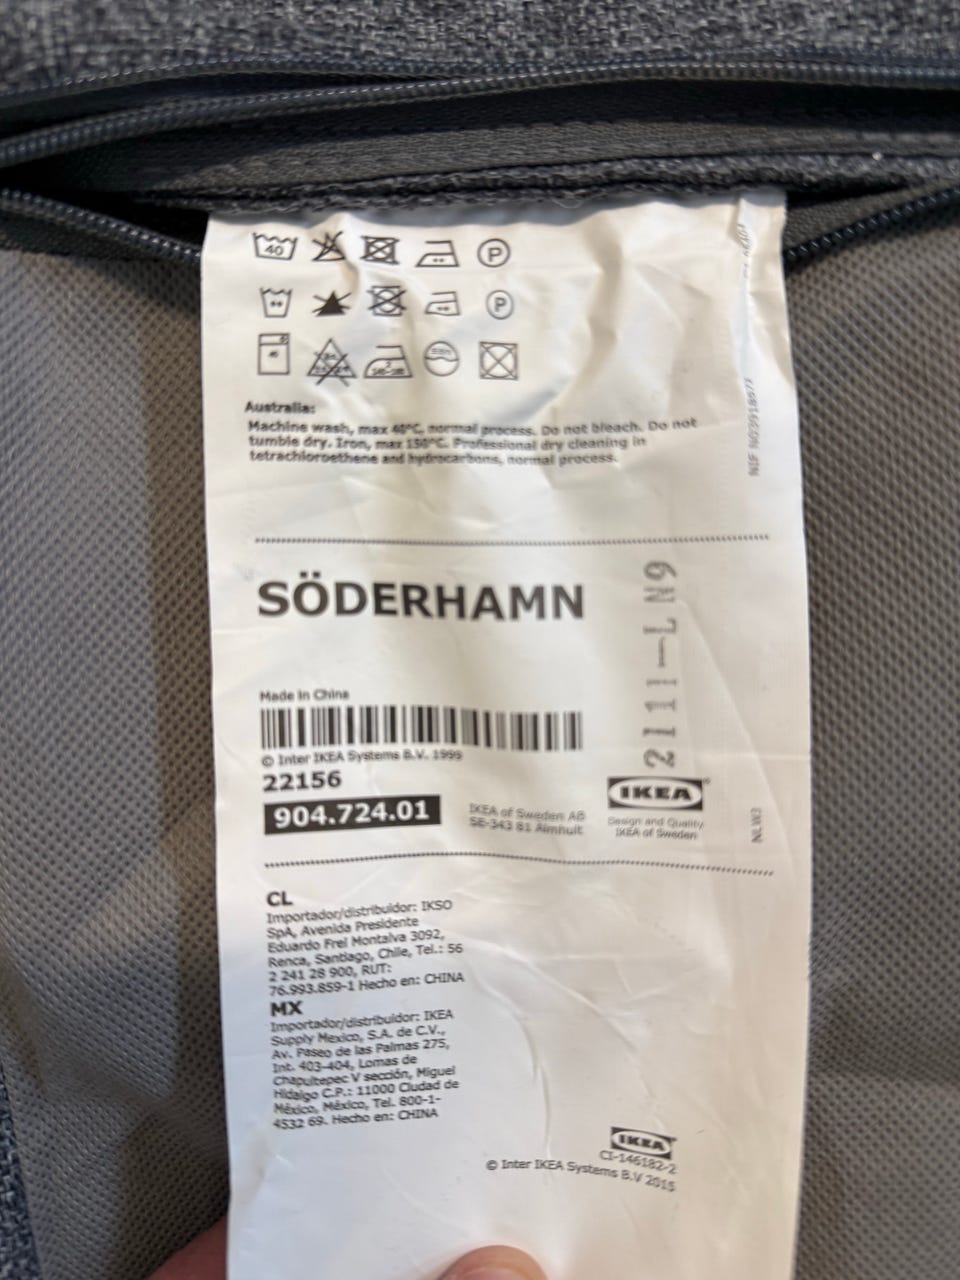 40
P
P
40
Australia:
Machine wash, max 40°C, normal process. Do not bleach. Do not
tumble dry. Iron, max 150°C. Professional dry cleaning in
tetrachloroethene and hydrocarbons, normal process.
SÖDERHAMN
2111-LN9
Made in China
© Inter IKEA Systems B.V. 1999
22156
904.724.01
IKEA of Sweden AB
SE-343 81 Älmhult
IKEA
Design and Quality
IKEA of Sweden
NLW3
CL
Importador/distribuidor: IKSO
SpA, Avenida Presidente
Eduardo Frei Montalva 3092,
Renca, Santiago, Chile, Tel.: 56
2 241 28 900, RUT:
76.993.859-1 Hecho en: CHINA
MX
Importador/distribuidor: IKEA
Supply Mexico, S.A. de C.V.,
Av. Paseo de las Palmas 275,
Int. 403-404, Lomas de
Chapultepec V sección, Miguel
Hidalgo C.P.: 11000 Ciudad de
México, México, Tel. 800-1-
4532 69. Hecho en: CHINA
IKEA
CI-146182-2
© Inter IKEA Systems B.V 2015